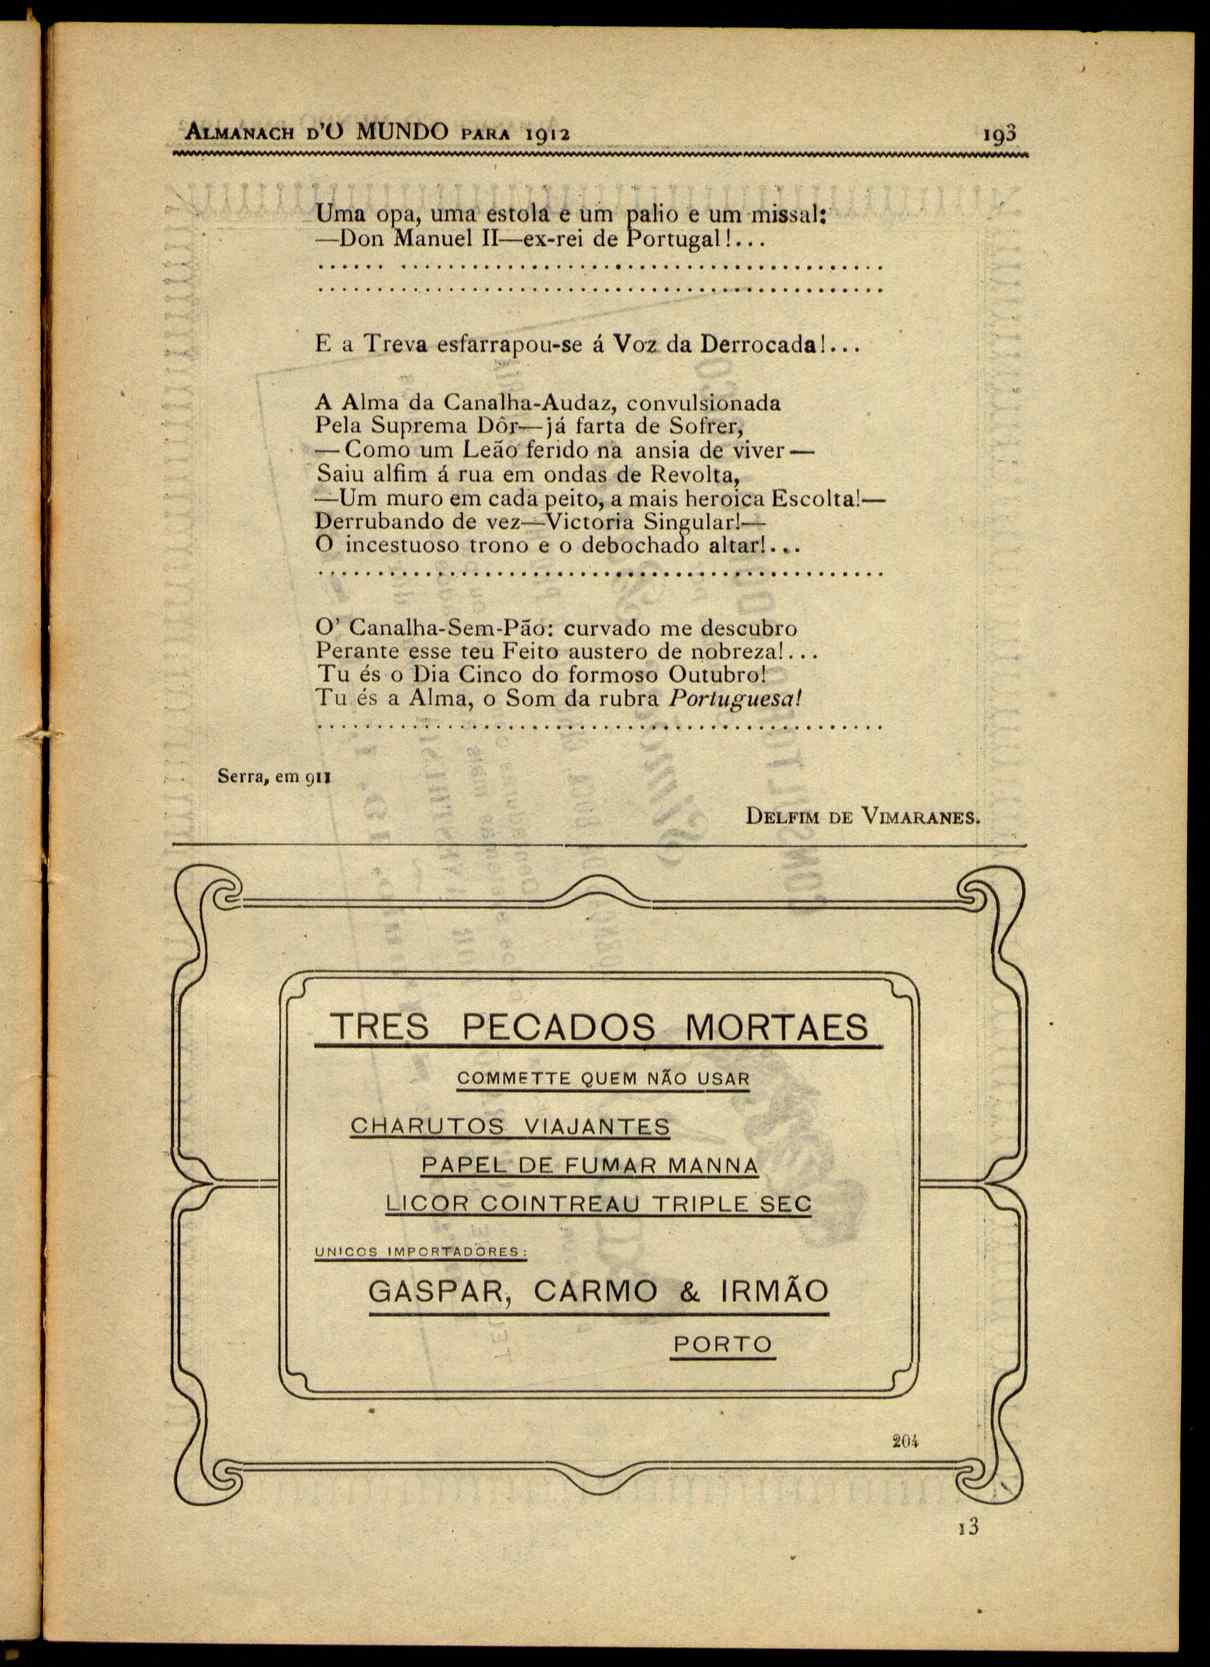 ALMANACH D'O MUNDO PARA 1912 193
Uma opa, uma estola e um palio e um missal:
—Don Manuel II—ex-rei de Portugal!...
................................................
................................................
E a Treva esfarrapou-se á Voz da Derrocada!...
A Alma da Canalha-Audaz, convulsionada
Pela Suprema Dôr—já farta de Sofrer,
—Como um Leão ferido na ansia de viver—
Saiu alfim á rua em ondas de Revolta,
—Um muro em cada peito, a mais heroica Escolta!—
Derrubando de vez—Victoria Singular!—
O incestuoso trono e o debochado altar!...
................................................
O' Canalha-Sem-Pão: curvado me descubro
Perante esse teu Feito austero de nobreza!...
Tu és o Dia Cinco do formoso Outubro!
Tu és a Alma, o Som da rubra Portuguesa!
................................................
Serra, em 911
DELFIM DE VIMARANES.
TRES PECADOS MORTAES
COMMETTE QUEM NÃO USAR
CHARUTOS VIAJANTES
PAPEL DE FUMAR MANNA
LICOR COINTREAU TRIPLE SEC
UNICOS IMPORTADORES:
GASPAR, CARMO & IRMÃO
PORTO
204
13